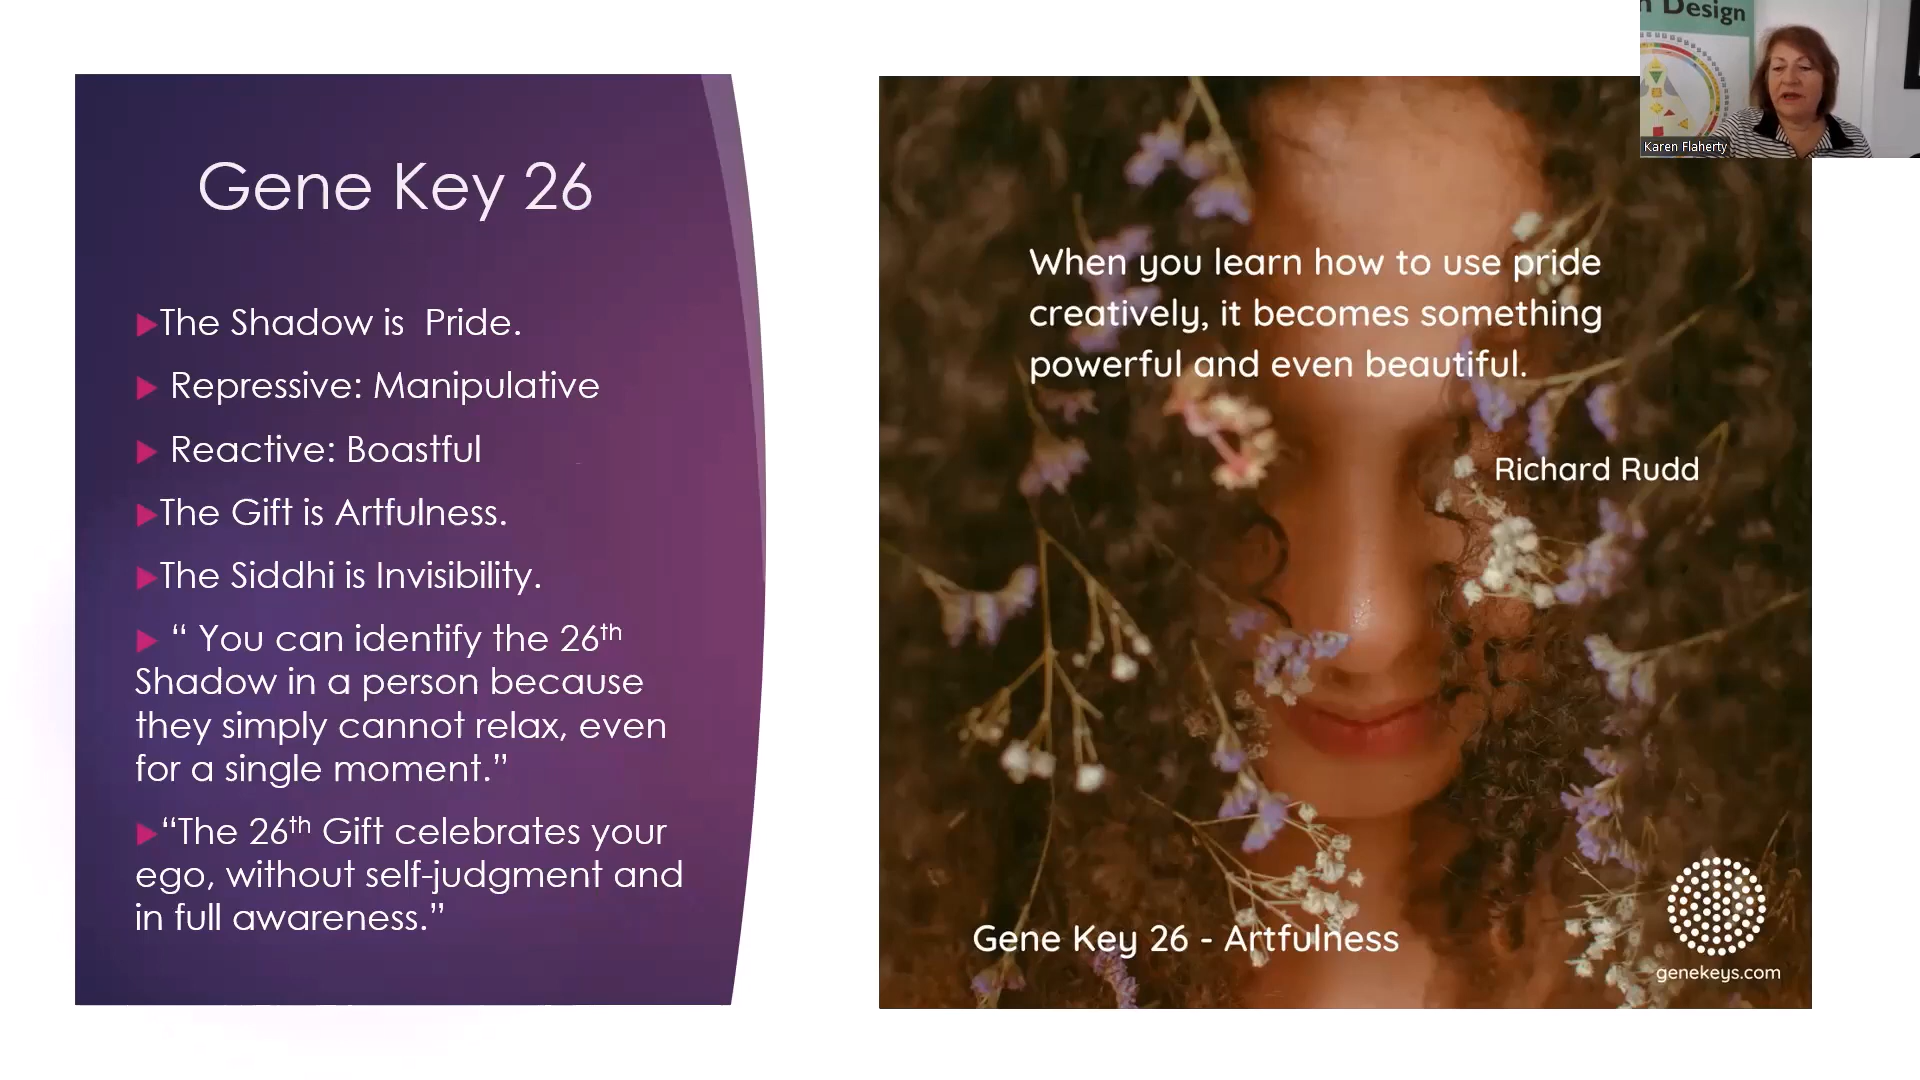 Gene Key 26
The Shadow is  Pride.
Repressive: Manipulative
Reactive: Boastful
The Gift is Artfulness.
The Siddhi is Invisibility.
“ You can identify the 26th
Shadow in a person because
they simply cannot relax, even
for a single moment.”
“The 26th Gift celebrates your
ego, without self-judgment and
in full awareness.”
When you learn how to use pride
creatively, it becomes something
powerful and even beautiful.
Richard Rudd
Gene Key 26 - Artfulness
genekeys.com
n Design
Karen Flaherty